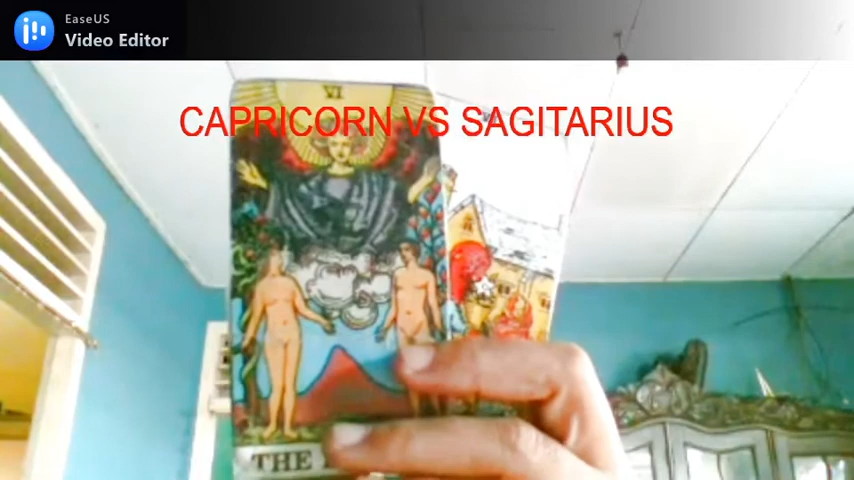 EaseUS
Video Editor
VI
CAPRICORN VS SAGITARIUS
THE